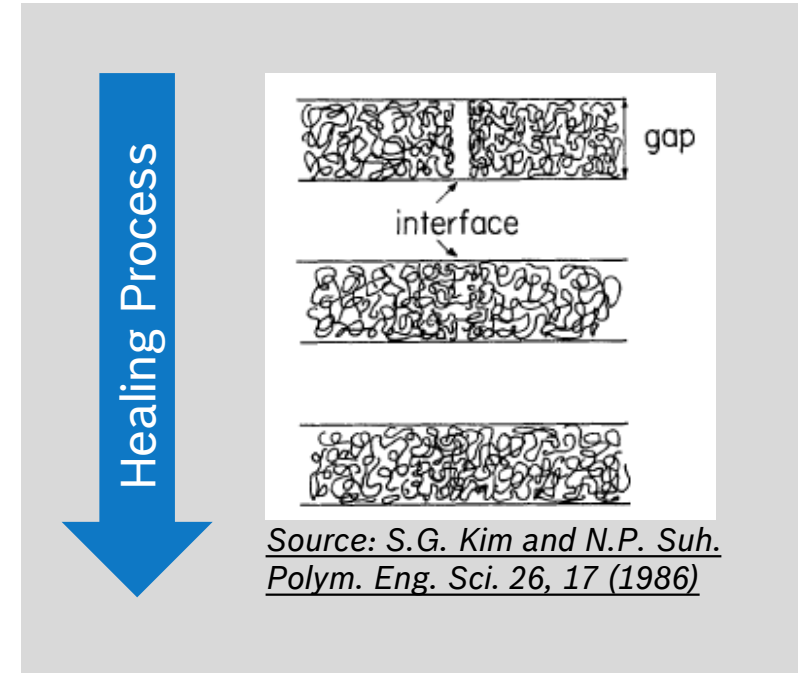 Healing Process
gap
interface
Source: S.G. Kim and N.P. Suh.
Polym. Eng. Sci. 26, 17 (1986)